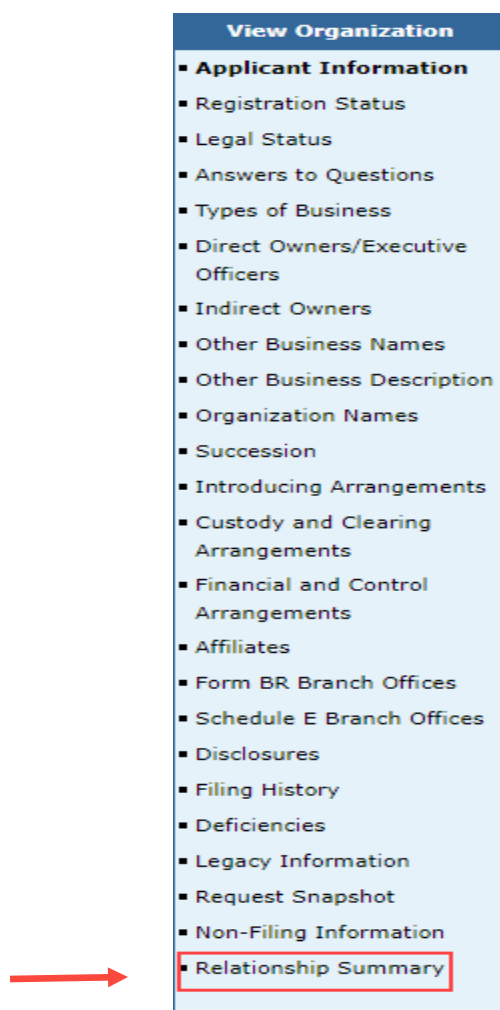 View Organization
▪ Applicant Information
▪ Registration Status
▪ Legal Status
▪ Answers to Questions
▪ Types of Business
▪ Direct Owners/Executive
Officers
▪ Indirect Owners
▪ Other Business Names
▪ Other Business Description
▪ Organization Names
▪ Succession
▪ Introducing Arrangements
▪ Custody and Clearing
Arrangements
▪ Financial and Control
Arrangements
▪ Affiliates
▪ Form BR Branch Offices
▪ Schedule E Branch Offices
▪ Disclosures
▪ Filing History
▪ Deficiencies
▪ Legacy Information
▪ Request Snapshot
▪ Non-Filing Information
▪ Relationship Summary